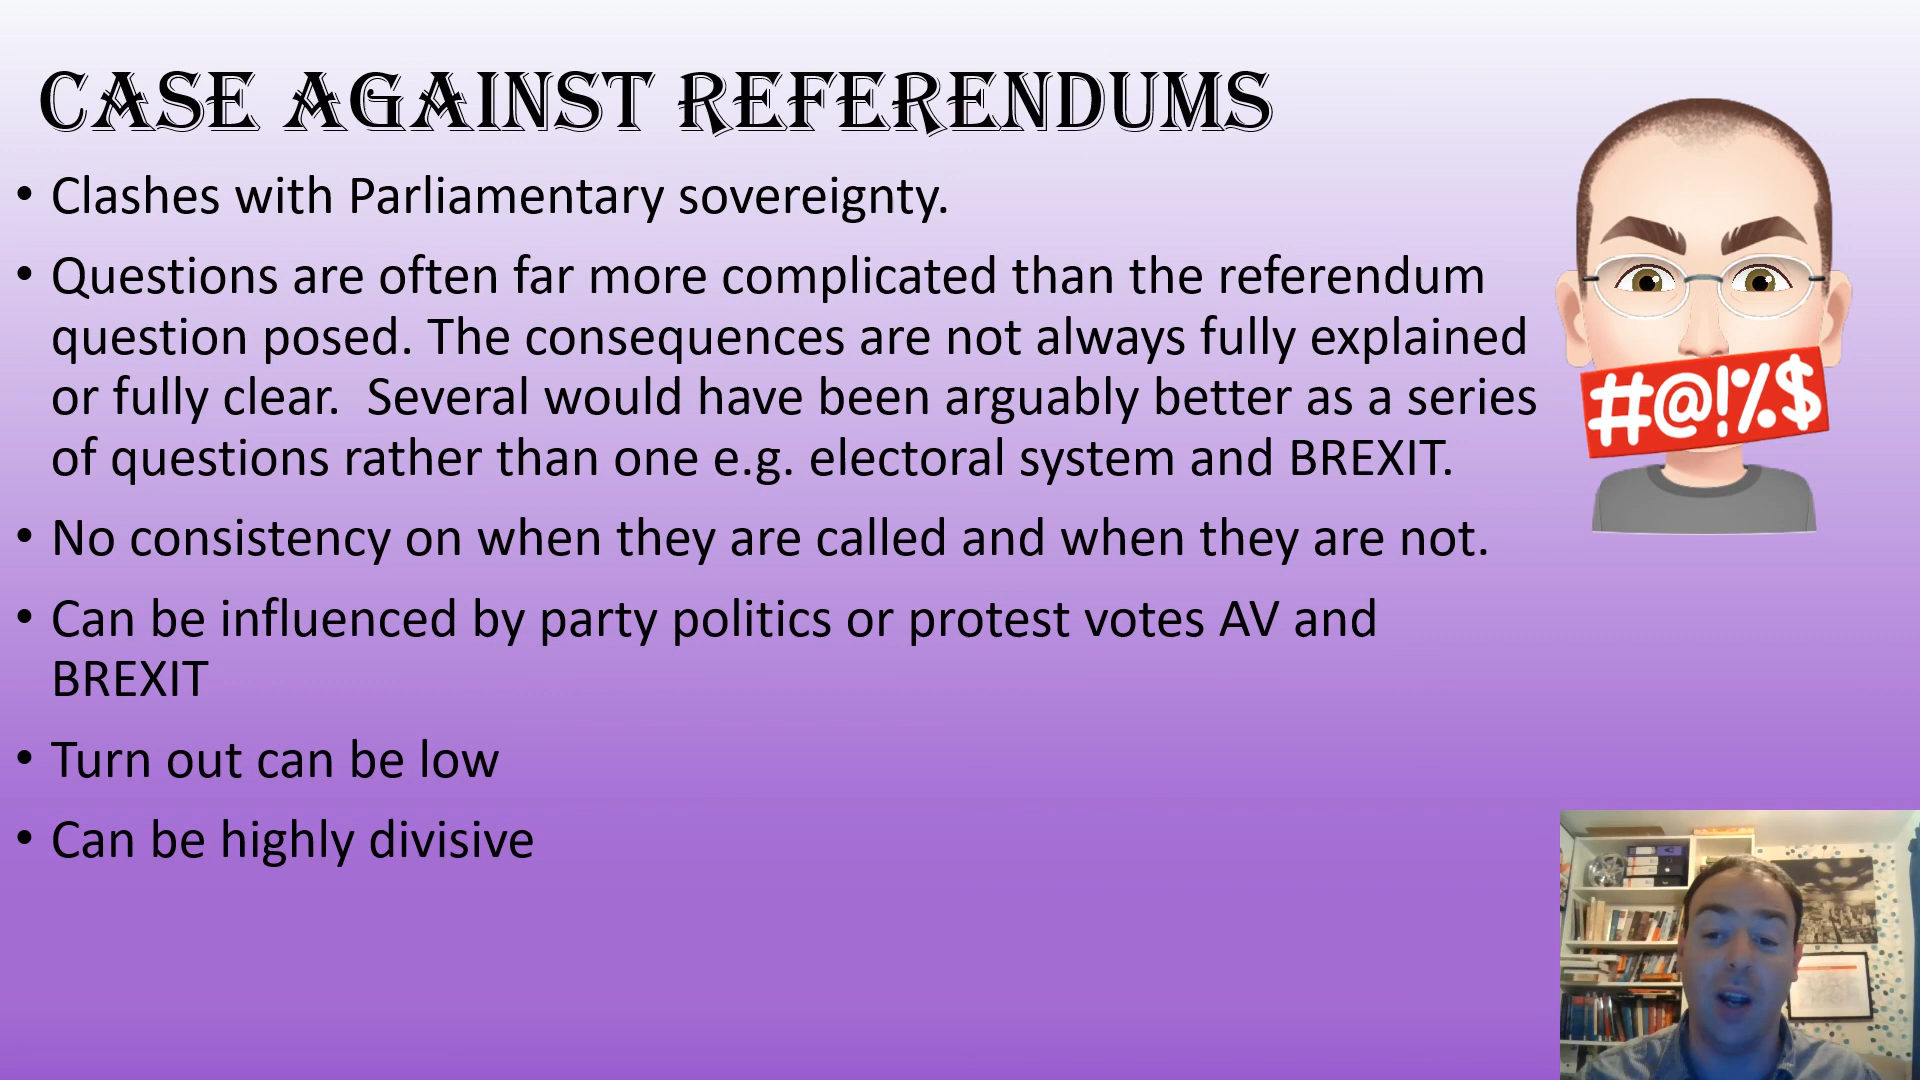 CASE AGAINST REFERENDUMS
• Clashes with Parliamentary sovereignty.
• Questions are often far more complicated than the referendum
question posed. The consequences are not always fully explained
or fully clear.  Several would have been arguably better as a series
of questions rather than one e.g. electoral system and BREXIT.
• No consistency on when they are called and when they are not.
• Can be influenced by party politics or protest votes AV and
BREXIT
• Turn out can be low
• Can be highly divisive
#@!%$